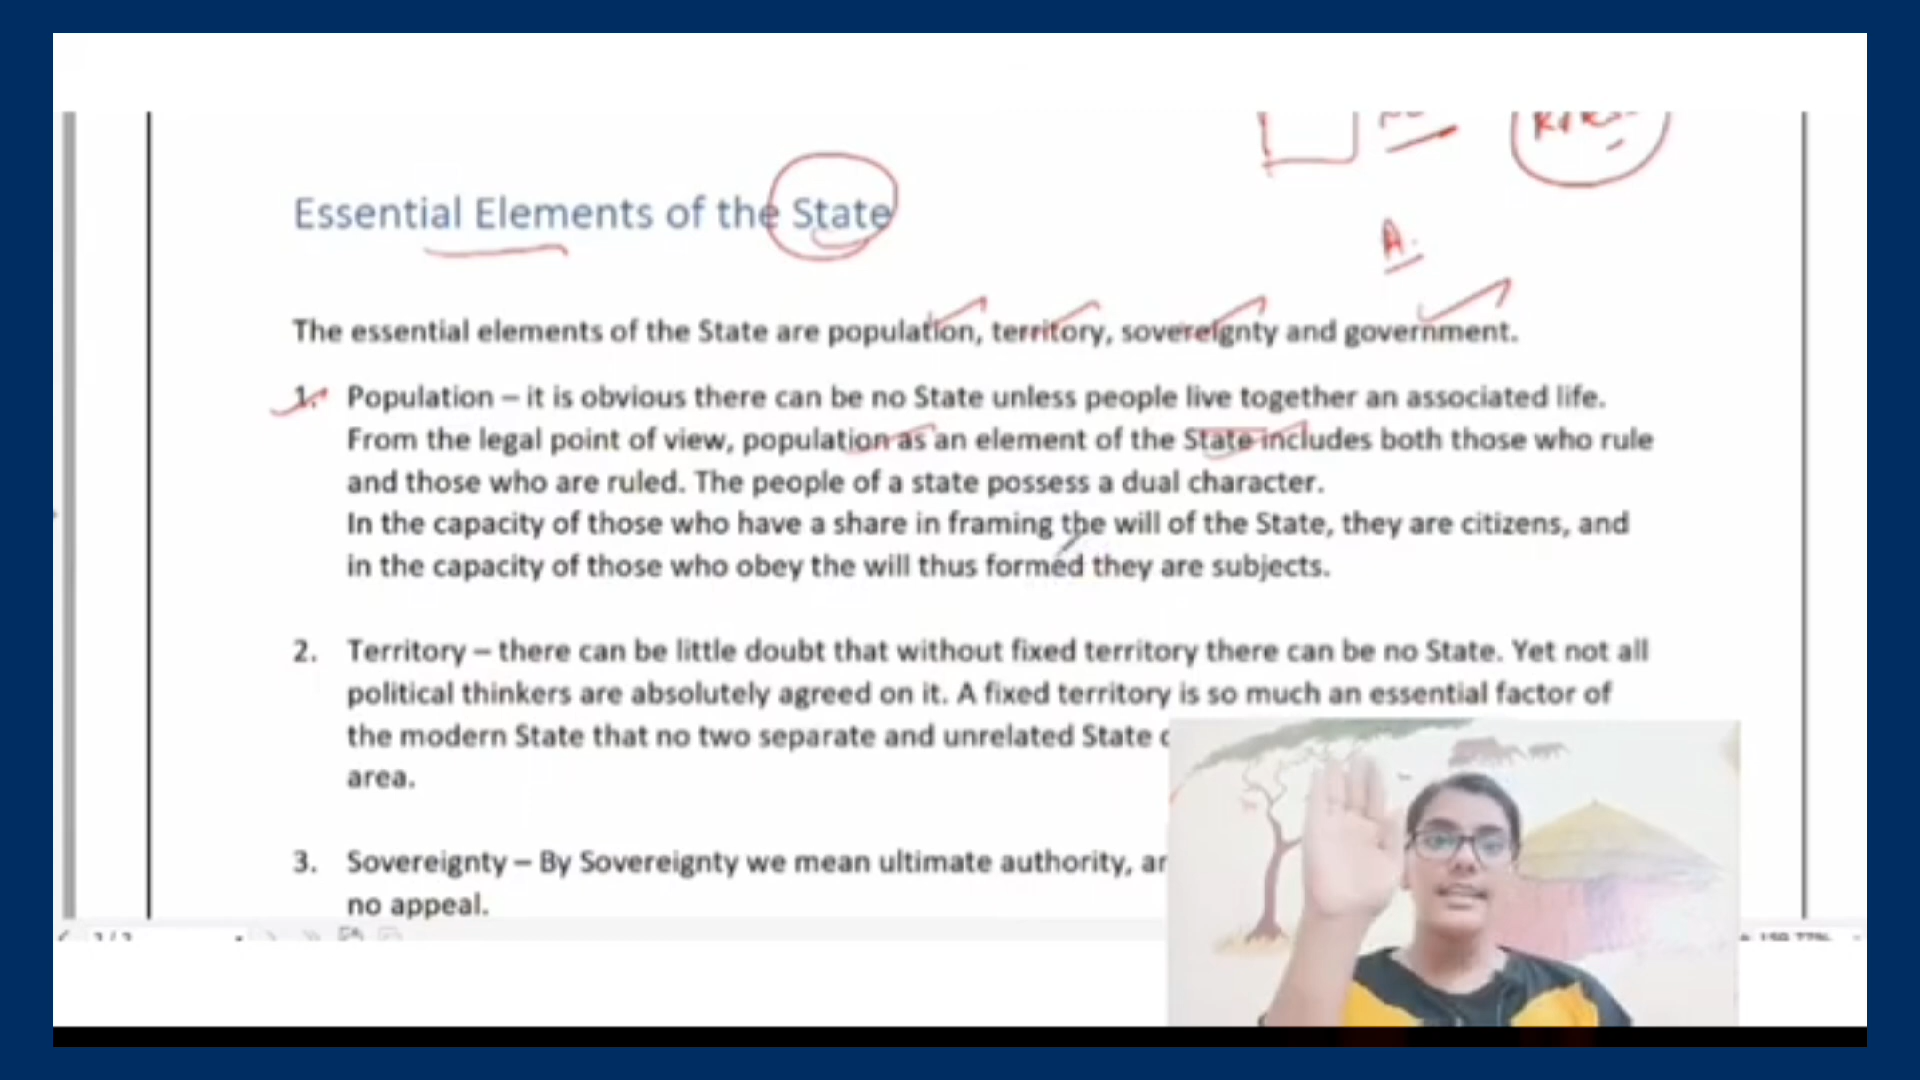 Essential Elements of the State
A.
The essential elements of the State are population, territory, sovereignty and government.
1. Population – it is obvious there can be no State unless people live together an associated life.
From the legal point of view, population as an element of the State includes both those who rule
and those who are ruled. The people of a state possess a dual character.
In the capacity of those who have a share in framing the will of the State, they are citizens, and
in the capacity of those who obey the will thus formed they are subjects.
2. Territory – there can be little doubt that without fixed territory there can be no State. Yet not all
political thinkers are absolutely agreed on it. A fixed territory is so much an essential factor of
the modern State that no two separate and unrelated State
area.
3. Sovereignty – By Sovereignty we mean ultimate authority,
no appeal.